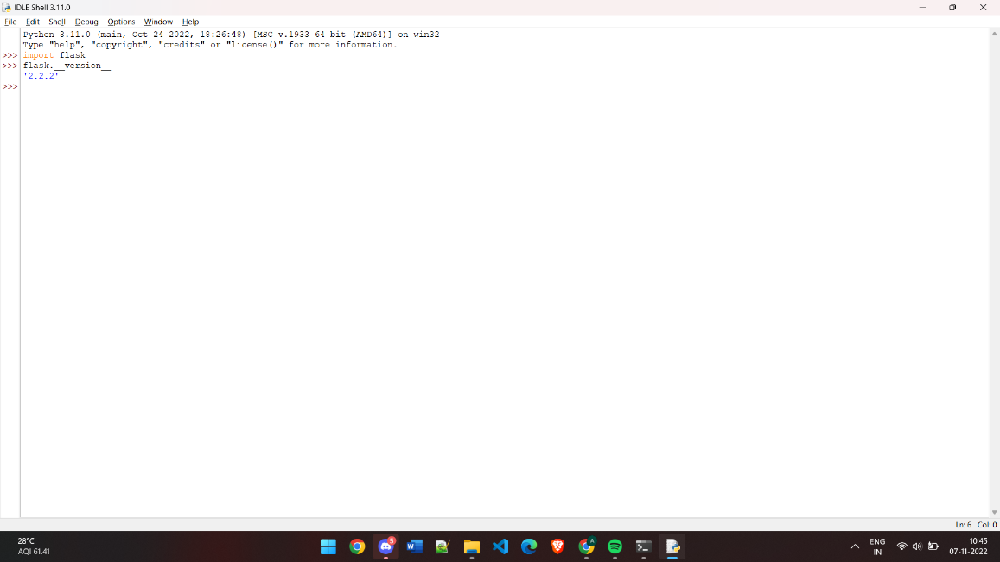 IDLE Shell 3.11.0
File Edit Shell Debug Options Window Help
Python 3.11.0 (main, Oct 24 2022, 18:26:48) [MSC v.1933 64 bit (AMD64)] on win32
Type "help", "copyright", "credits" or "license()" for more information.
>>> import flask
>>> flask.__version__
'2.2.2'
>>>
Ln: 6 Col: 0
28°C
AQI 61.41
5
A
ENG
IN
10:45
07-11-2022